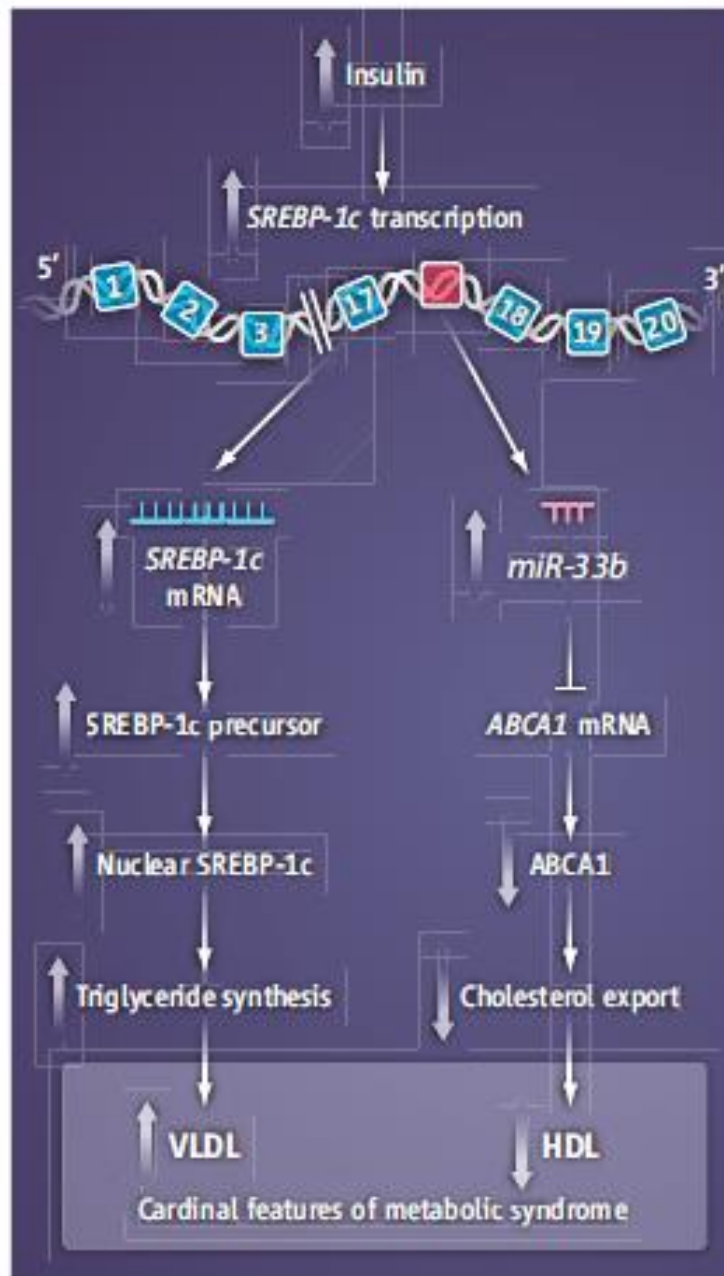 Insulin
SREBP-1c transcription
5' 3'
1 2 3 17 18 19 20
SREBP-1c miR-33b
mRNA
SREBP-1c precursor ABCA1 mRNA
Nuclear SREBP-1c ABCA1
Triglyceride synthesis Cholesterol export
VLDL HDL
Cardinal features of metabolic syndrome